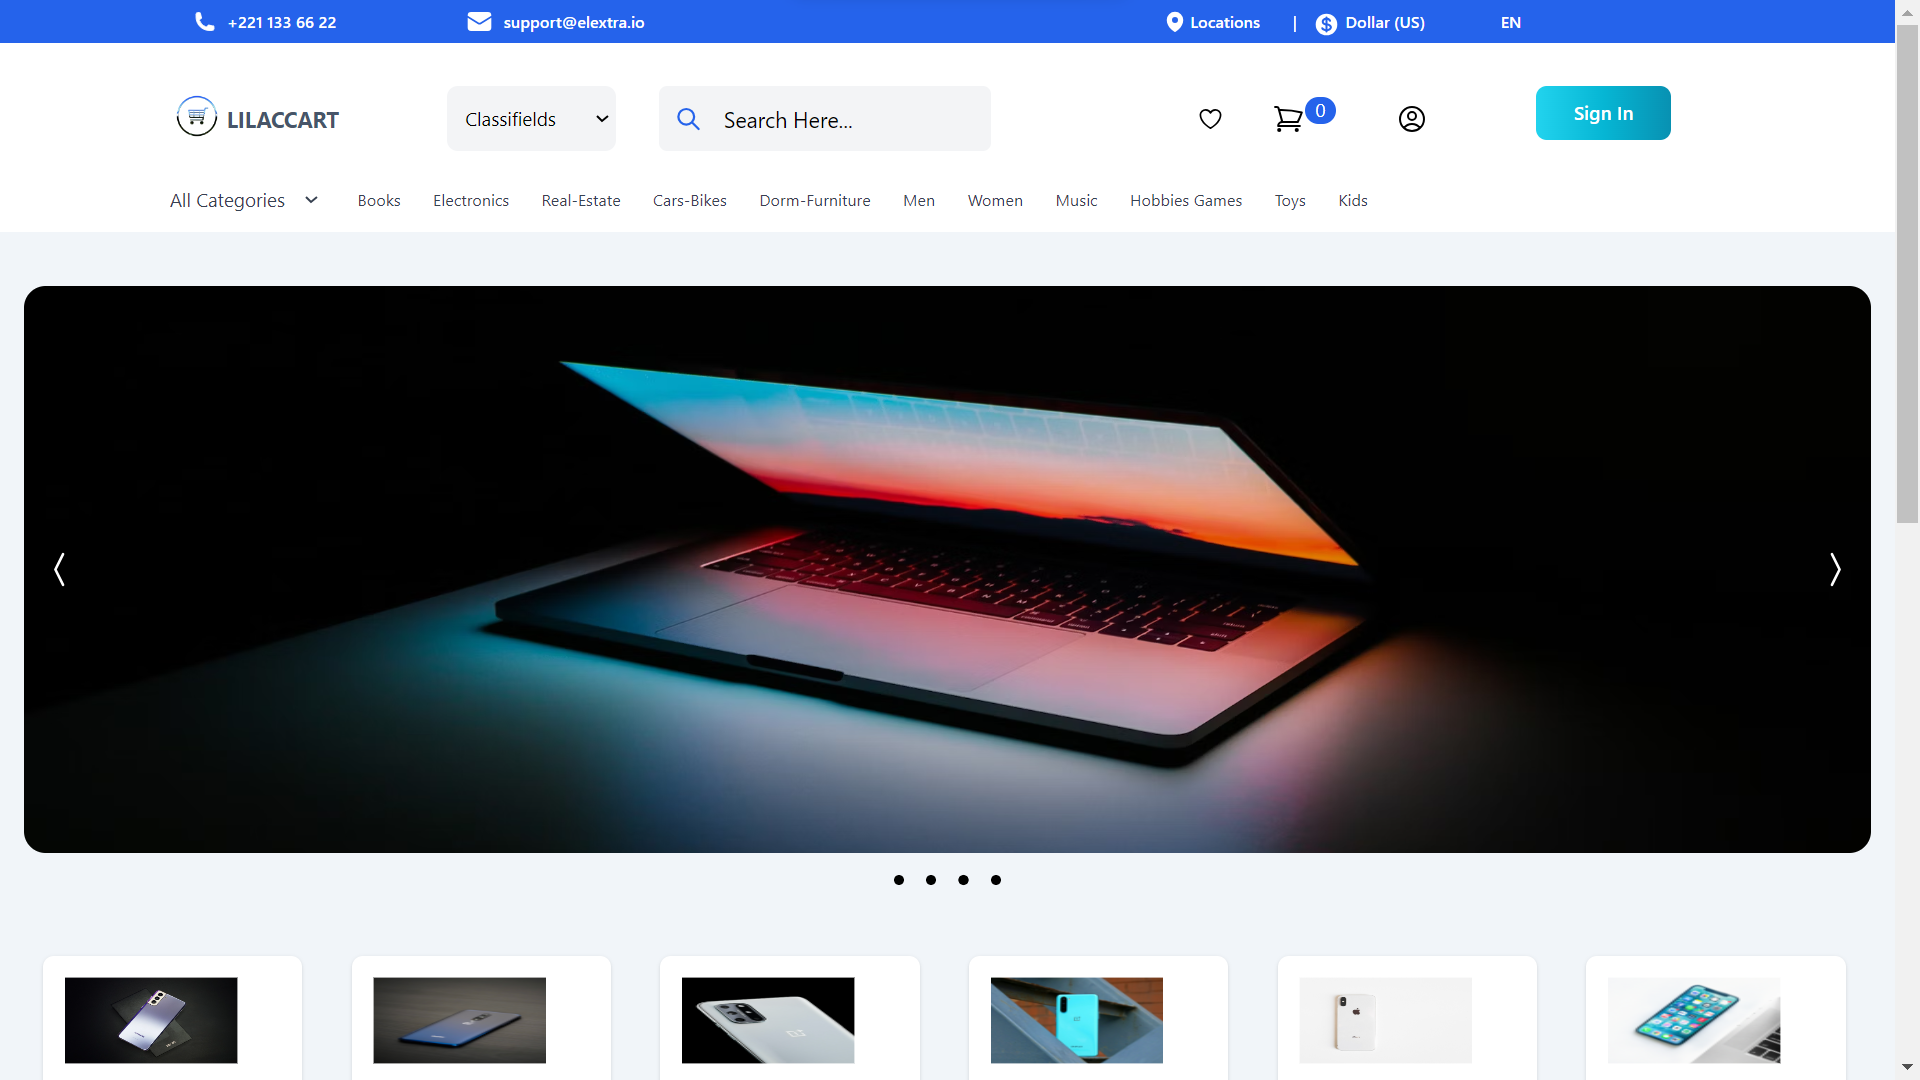 +221 133 66 22
support@elextra.io
Locations
|
Dollar (US)
EN
LILACCART
Classifields
Search Here...
0
Sign In
All Categories
Books
Electronics
Real-Estate
Cars-Bikes
Dorm-Furniture
Men
Women
Music
Hobbies Games
Toys
Kids